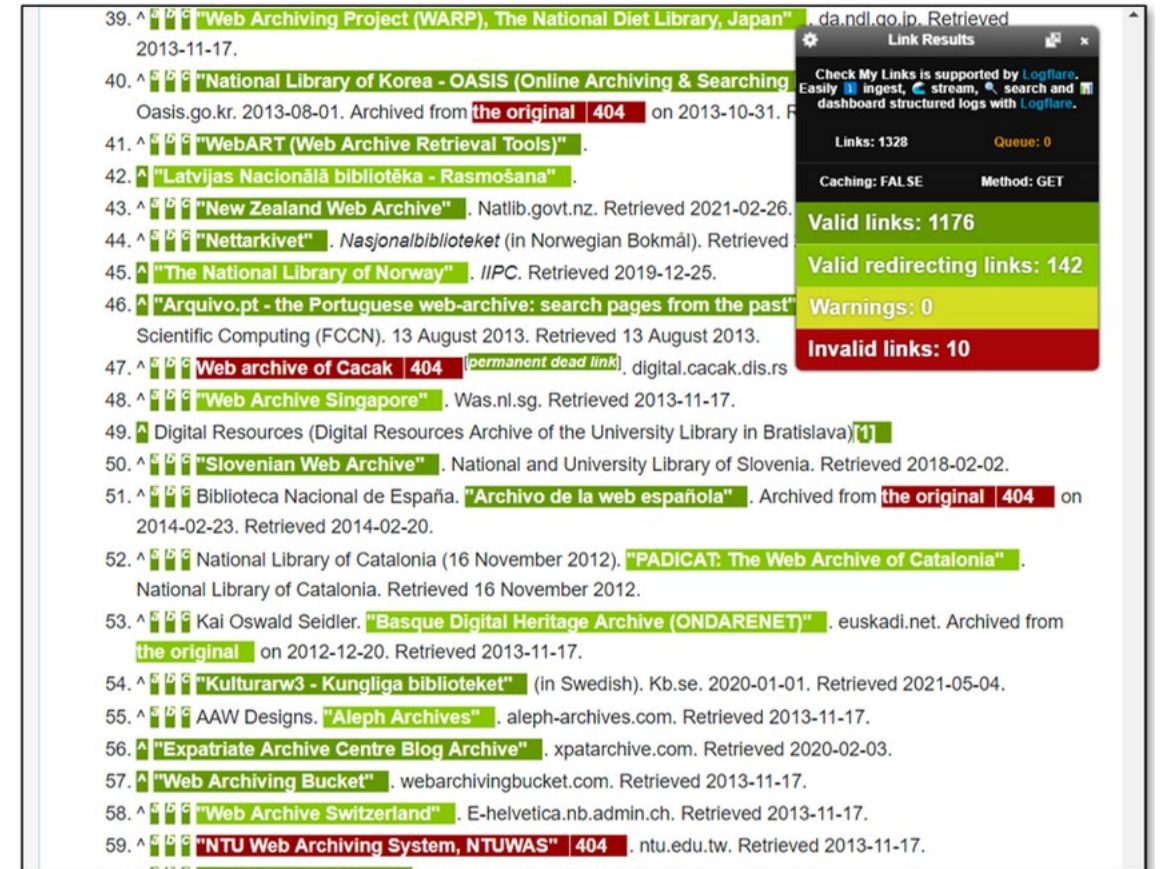 39. ^ a b c "Web Archiving Project (WARP), The National Diet Library, Japan" . da.ndl.go.jp. Retrieved
2013-11-17.
40. ^ a b c "National Library of Korea - OASIS (Online Archiving & Searching
Oasis.go.kr. 2013-08-01. Archived from the original 404 on 2013-10-31. R
41. ^ a b c "WebART (Web Archive Retrieval Tools)" .
42. ^ "Latvijas Nacionālā bibliotēka - Rasmošana" .
43. ^ a b c "New Zealand Web Archive" . Natlib.govt.nz. Retrieved 2021-02-26.
44. ^ a b c "Nettarkivet" . Nasjonalbiblioteket (in Norwegian Bokmål). Retrieved
45. ^ "The National Library of Norway" . IIPC. Retrieved 2019-12-25.
46. ^ "Arquivo.pt - the Portuguese web-archive: search pages from the past"
Scientific Computing (FCCN). 13 August 2013. Retrieved 13 August 2013.
47. ^ a b c Web archive of Cacak 404 [permanent dead link]. digital.cacak.dis.rs
48. ^ a b c "Web Archive Singapore" . Was.nl.sg. Retrieved 2013-11-17.
49. ^ Digital Resources (Digital Resources Archive of the University Library in Bratislava)[1]
50. ^ a b c "Slovenian Web Archive" . National and University Library of Slovenia. Retrieved 2018-02-02.
51. ^ a b c Biblioteca Nacional de España. "Archivo de la web española" . Archived from the original 404 on
2014-02-23. Retrieved 2014-02-20.
52. ^ a b c National Library of Catalonia (16 November 2012). "PADICAT: The Web Archive of Catalonia" .
National Library of Catalonia. Retrieved 16 November 2012.
53. ^ a b c Kai Oswald Seidler. "Basque Digital Heritage Archive (ONDARENET)" . euskadi.net. Archived from
the original on 2012-12-20. Retrieved 2013-11-17.
54. ^ a b c "Kulturarw3 - Kungliga biblioteket" (in Swedish). Kb.se. 2020-01-01. Retrieved 2021-05-04.
55. ^ a b c AAW Designs. "Aleph Archives" . aleph-archives.com. Retrieved 2013-11-17.
56. ^ "Expatriate Archive Centre Blog Archive" . xpatarchive.com. Retrieved 2020-02-03.
57. ^ "Web Archiving Bucket" . webarchivingbucket.com. Retrieved 2013-11-17.
58. ^ a b c "Web Archive Switzerland" . E-helvetica.nb.admin.ch. Retrieved 2013-11-17.
59. ^ a b c "NTU Web Archiving System, NTUWAS" 404 . ntu.edu.tw. Retrieved 2013-11-17.
Link Results
Check My Links is supported by Logflare.
Easily ingest, stream, search and
dashboard structured logs with Logflare.
Links: 1328 Queue: 0
Caching: FALSE Method: GET
Valid links: 1176
Valid redirecting links: 142
Warnings: 0
Invalid links: 10